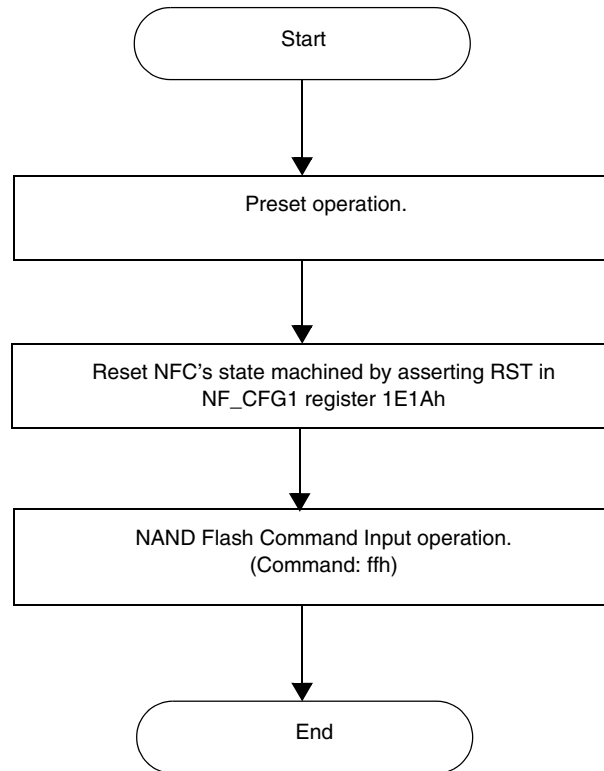 Start
Preset operation.
Reset NFC's state machined by asserting RST in
NF_CFG1 register 1E1Ah
NAND Flash Command Input operation.
(Command: ffh)
End